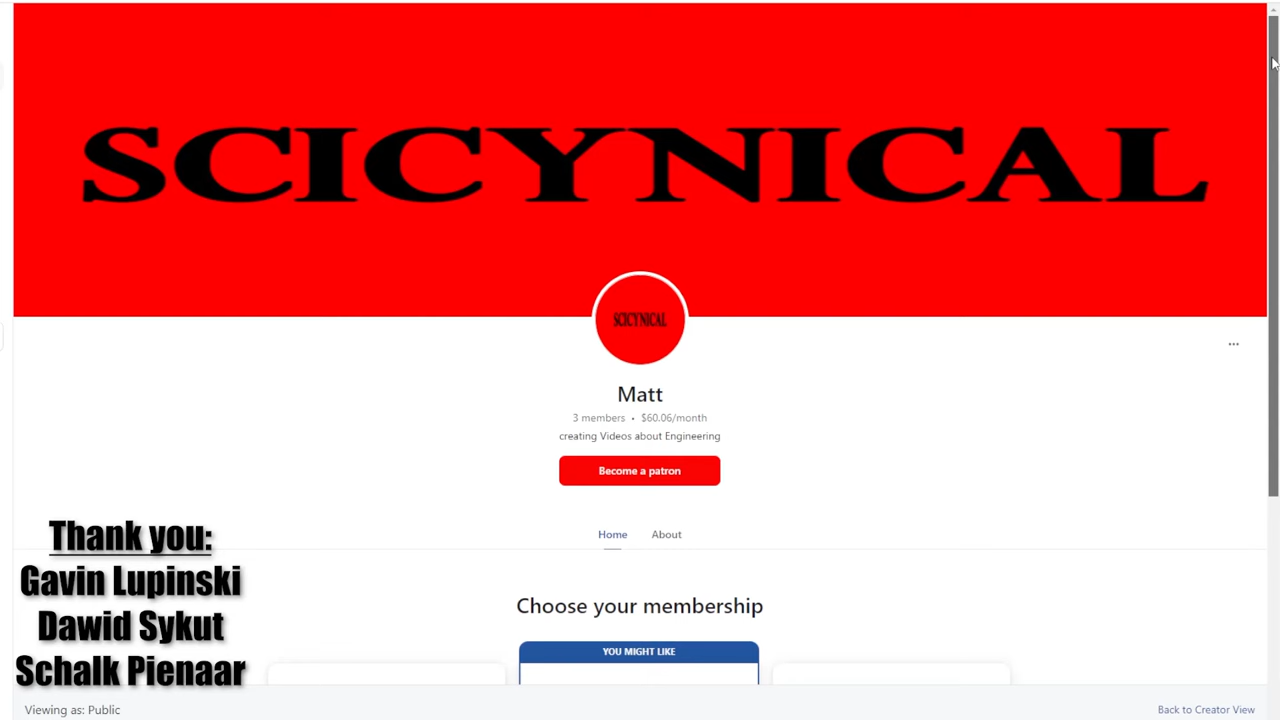 SCICYNICAL
SCICYNICAL
Matt
3 members • $60.06/month
creating Videos about Engineering
Become a patron
Home About
Thank you:
Gavin Lupinski
Dawid Sykut
Schalk Pienaar
Choose your membership
YOU MIGHT LIKE
Viewing as: Public
Back to Creator View